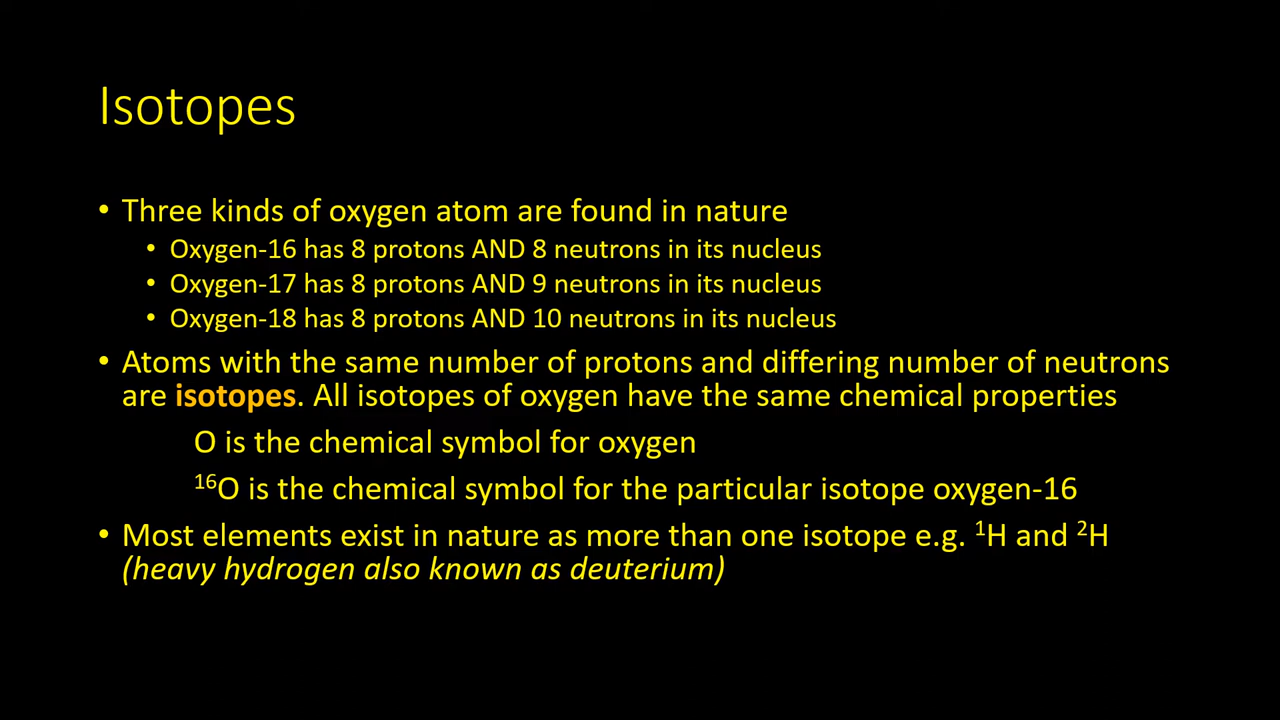 Isotopes
• Three kinds of oxygen atom are found in nature
• Oxygen-16 has 8 protons AND 8 neutrons in its nucleus
• Oxygen-17 has 8 protons AND 9 neutrons in its nucleus
• Oxygen-18 has 8 protons AND 10 neutrons in its nucleus
• Atoms with the same number of protons and differing number of neutrons
are isotopes. All isotopes of oxygen have the same chemical properties
O is the chemical symbol for oxygen
¹⁶O is the chemical symbol for the particular isotope oxygen-16
• Most elements exist in nature as more than one isotope e.g. ¹H and ²H
(heavy hydrogen also known as deuterium)